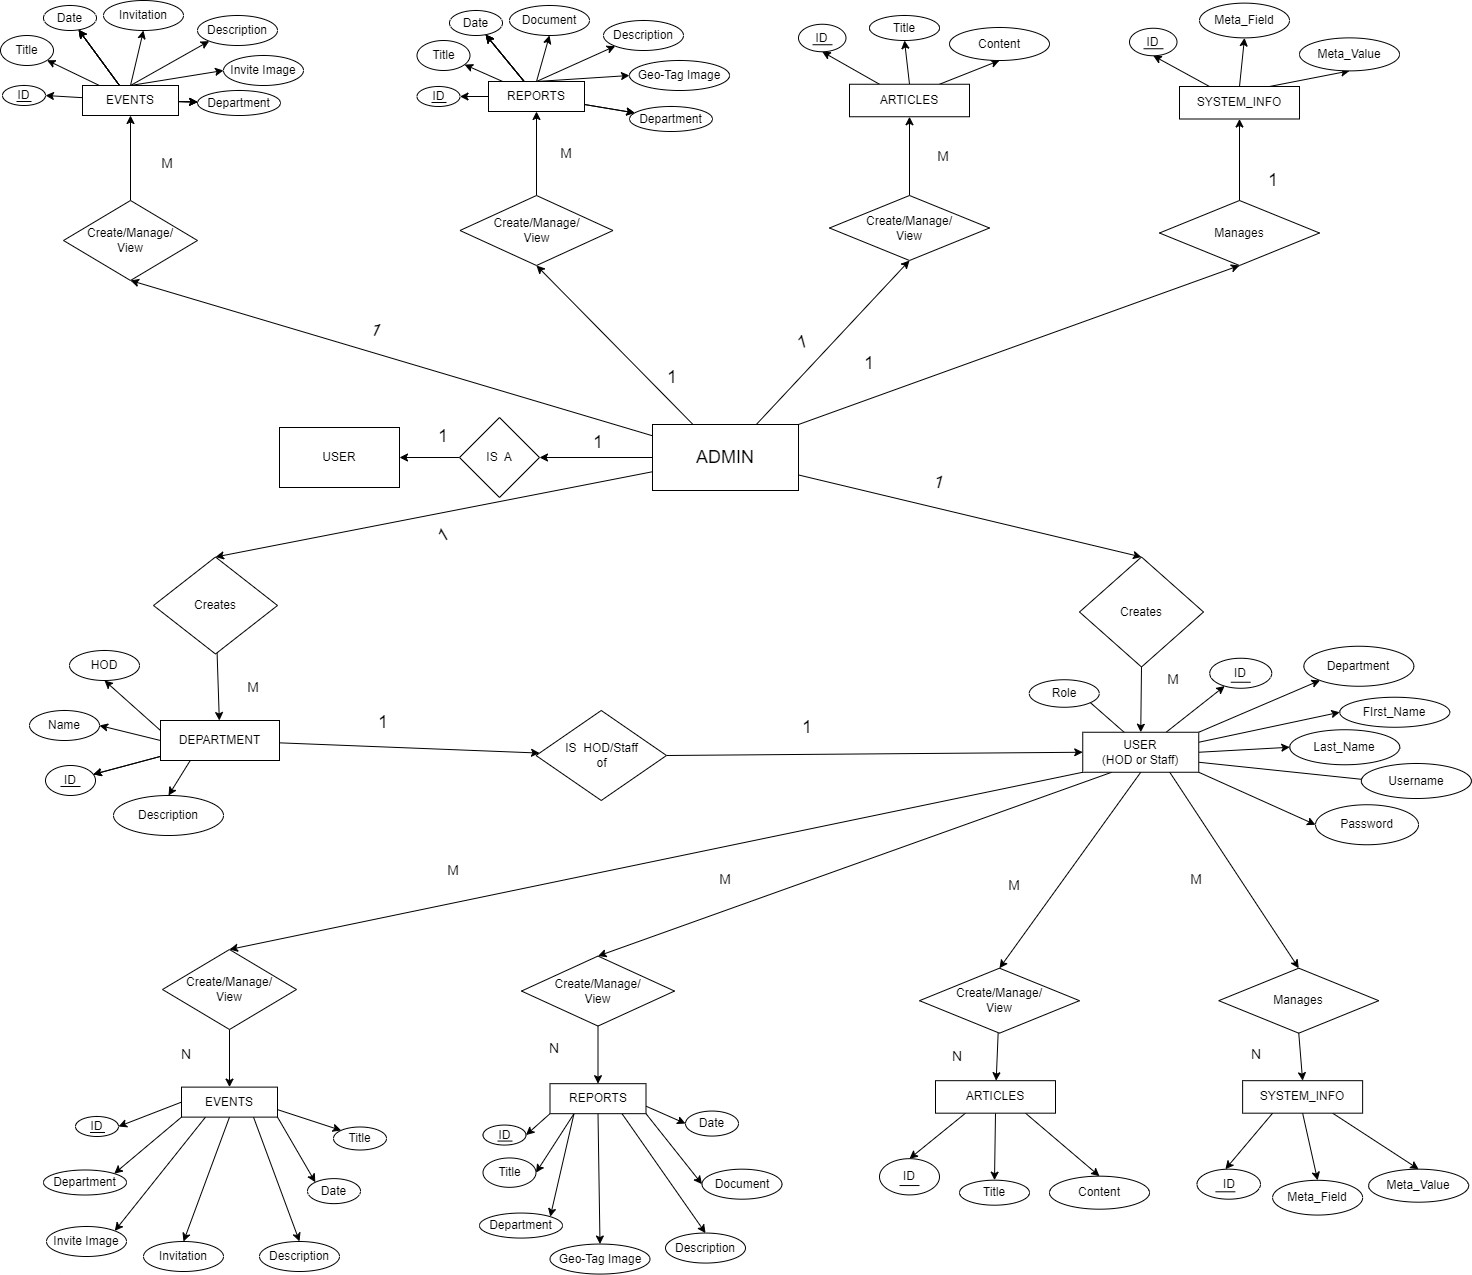 Date
Invitation
Description
Title
Invite Image
ID
Department
EVENTS
Date
Document
Description
Title
Geo-Tag Image
ID
Department
REPORTS
ID
Title
Content
ARTICLES
ID
Meta_Field
Meta_Value
SYSTEM_INFO
M
M
M
1
Create/Manage/
View
Create/Manage/
View
Create/Manage/
View
Manages
1
1
1
1
USER
1
IS A
1
ADMIN
1
1
Creates
Creates
M
M
HOD
Name
ID
Description
DEPARTMENT
1
IS HOD/Staff
of
1
Role
ID
Department
FIrst_Name
Last_Name
Username
Password
USER
(HOD or Staff)
M
M
M
M
Create/Manage/
View
Create/Manage/
View
Create/Manage/
View
Manages
N
N
N
N
EVENTS
ID
Title
Department
Date
Invite Image
Invitation
Description
REPORTS
ID
Date
Title
Document
Department
Geo-Tag Image
Description
ARTICLES
ID
Title
Content
SYSTEM_INFO
ID
Meta_Field
Meta_Value